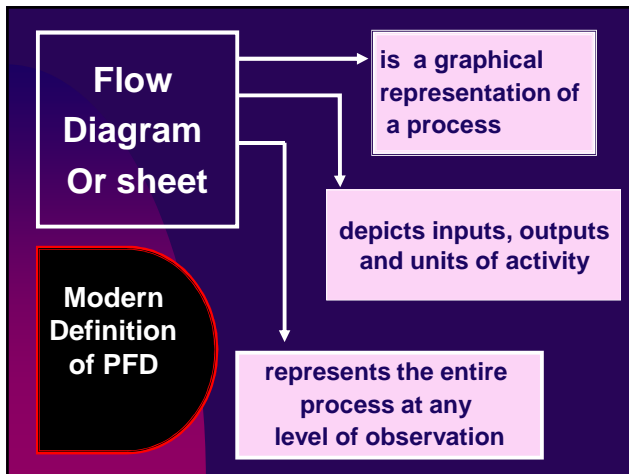 Flow
Diagram
Or sheet
is a graphical
representation of
a process
depicts inputs, outputs
and units of activity
Modern
Definition
of PFD
represents the entire
process at any
level of observation